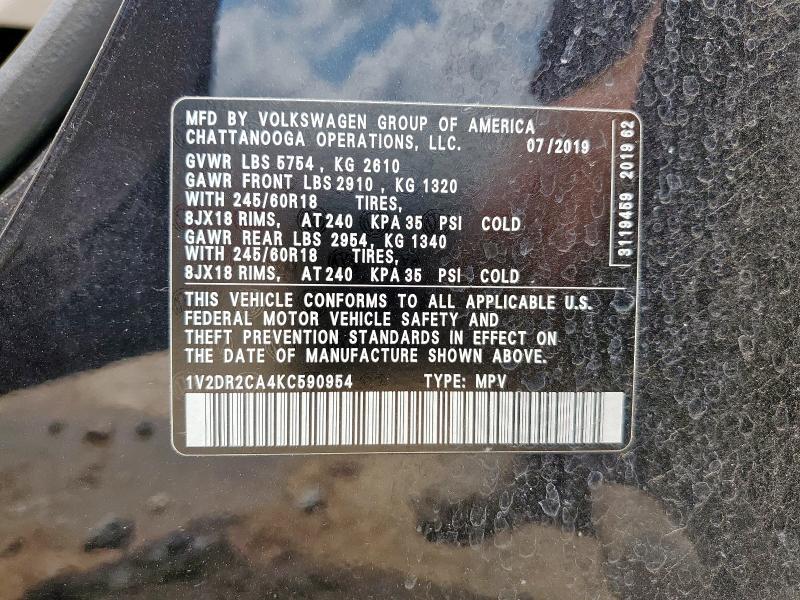 MFD BY VOLKSWAGEN GROUP OF AMERICA
CHATTANOOGA OPERATIONS, LLC. 07/2019
GVWR LBS 5754 , KG 2610
GAWR FRONT LBS 2910 , KG 1320
WITH 245/60R18 TIRES,
8JX18 RIMS, AT 240 KPA 35 PSI COLD
GAWR REAR LBS 2954, KG 1340
WITH 245/60R18 TIRES,
8JX18 RIMS, AT 240 KPA 35 PSI COLD
THIS VEHICLE CONFORMS TO ALL APPLICABLE U.S.
FEDERAL MOTOR VEHICLE SAFETY AND
THEFT PREVENTION STANDARDS IN EFFECT ON
THE DATE OF MANUFACTURE SHOWN ABOVE.
1V2DR2CA4KC590954 TYPE: MPV
3119459 2019 62